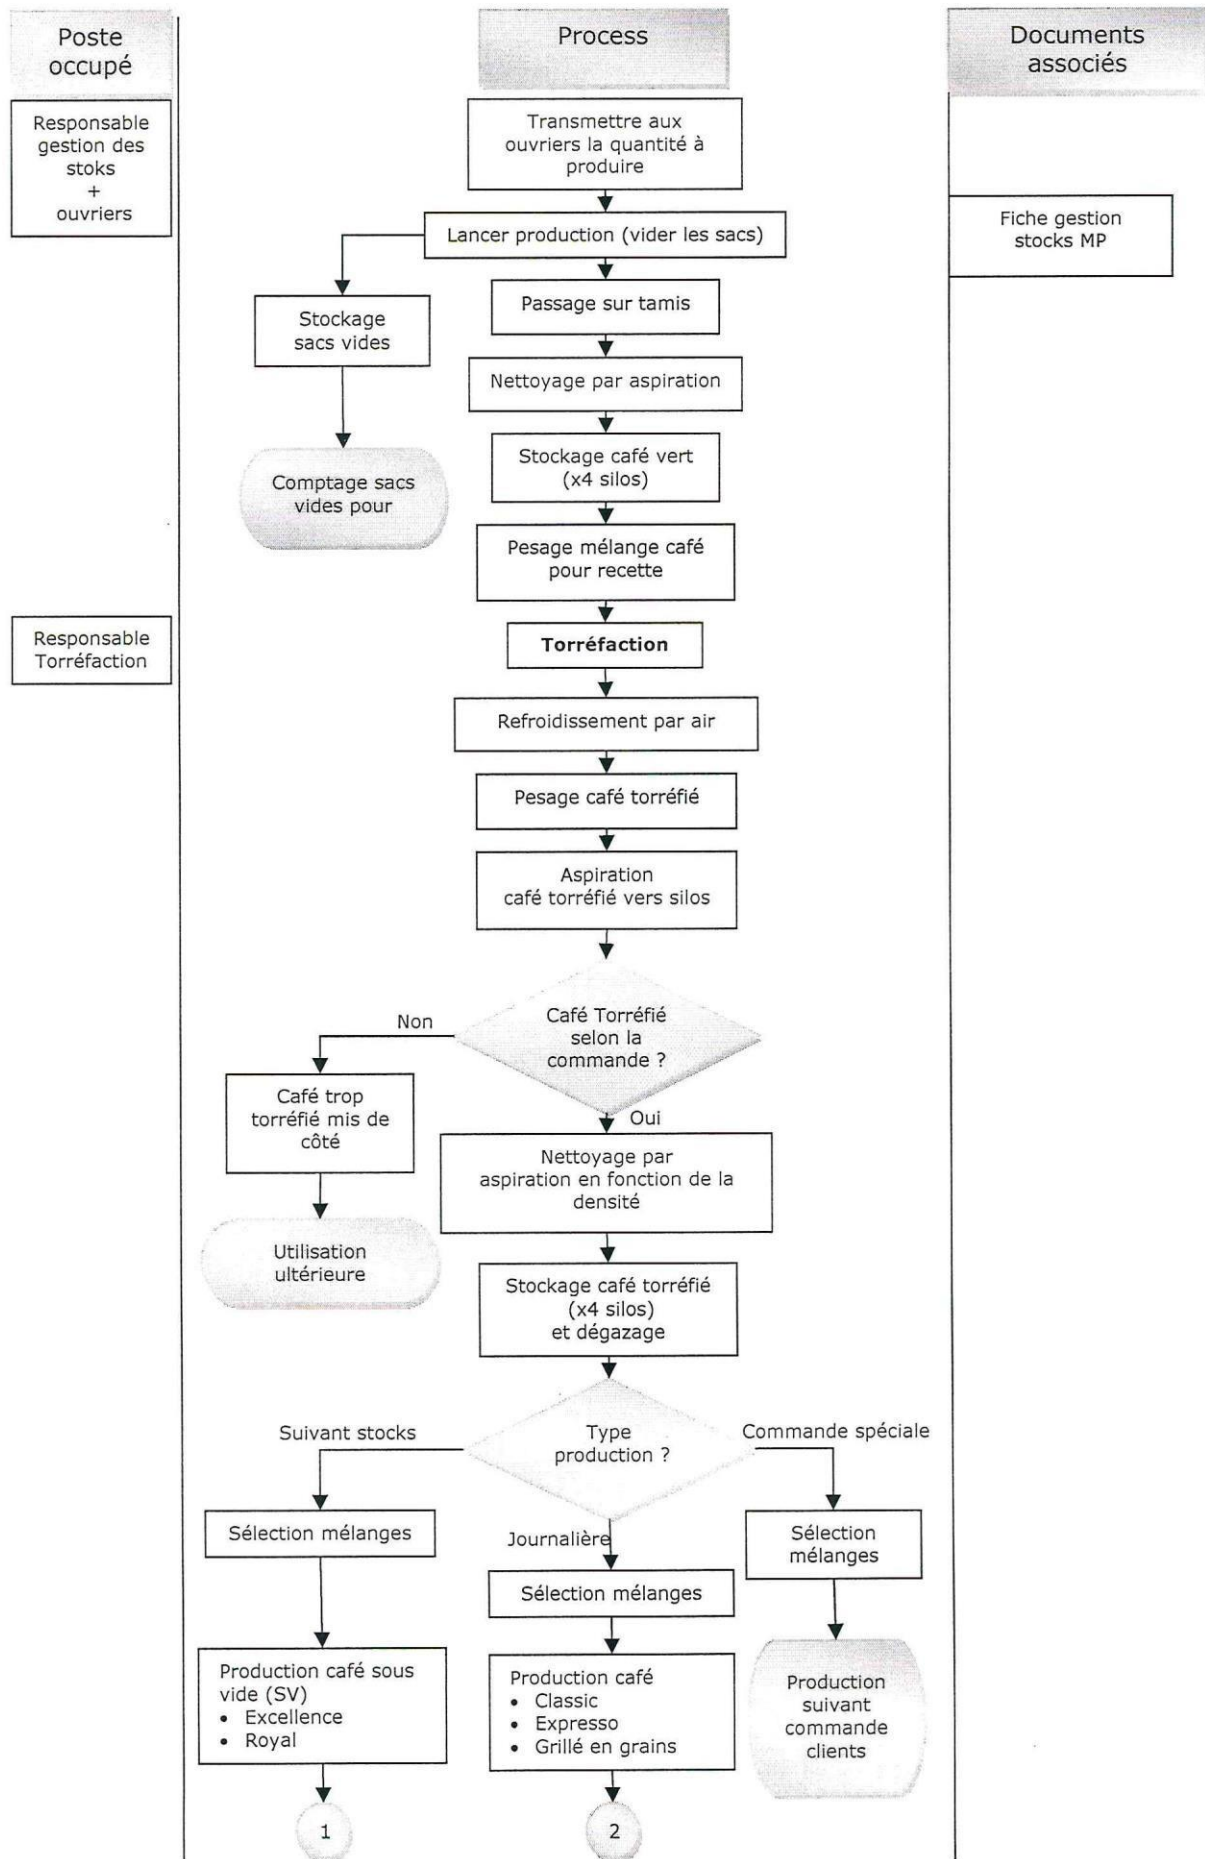 Poste
occupé
Process
Documents
associés
Responsable
gestion des
stoks
+
ouvriers
Transmettre aux
ouvriers la quantité à
produire
Fiche gestion
stocks MP
Lancer production (vider les sacs)
Stockage
sacs vides
Passage sur tamis
Nettoyage par aspiration
Comptage sacs
vides pour
Stockage café vert
(x4 silos)
Pesage mélange café
pour recette
Responsable
Torréfaction
Torréfaction
Refroidissement par air
Pesage café torréfié
Aspiration
café torréfié vers silos
Café Torréfié
selon la
commande ?
Non
Café trop
torréfié mis de
côté
Oui
Nettoyage par
aspiration en fonction de la
densité
Utilisation
ultérieure
Stockage café torréfié
(x4 silos)
et dégazage
Type
production ?
Suivant stocks
Commande spéciale
Sélection mélanges
Journalière
Sélection
mélanges
Sélection mélanges
Production café sous
vide (SV)
• Excellence
• Royal
Production café
• Classic
• Expresso
• Grillé en grains
Production
suivant
commande
clients
1
2